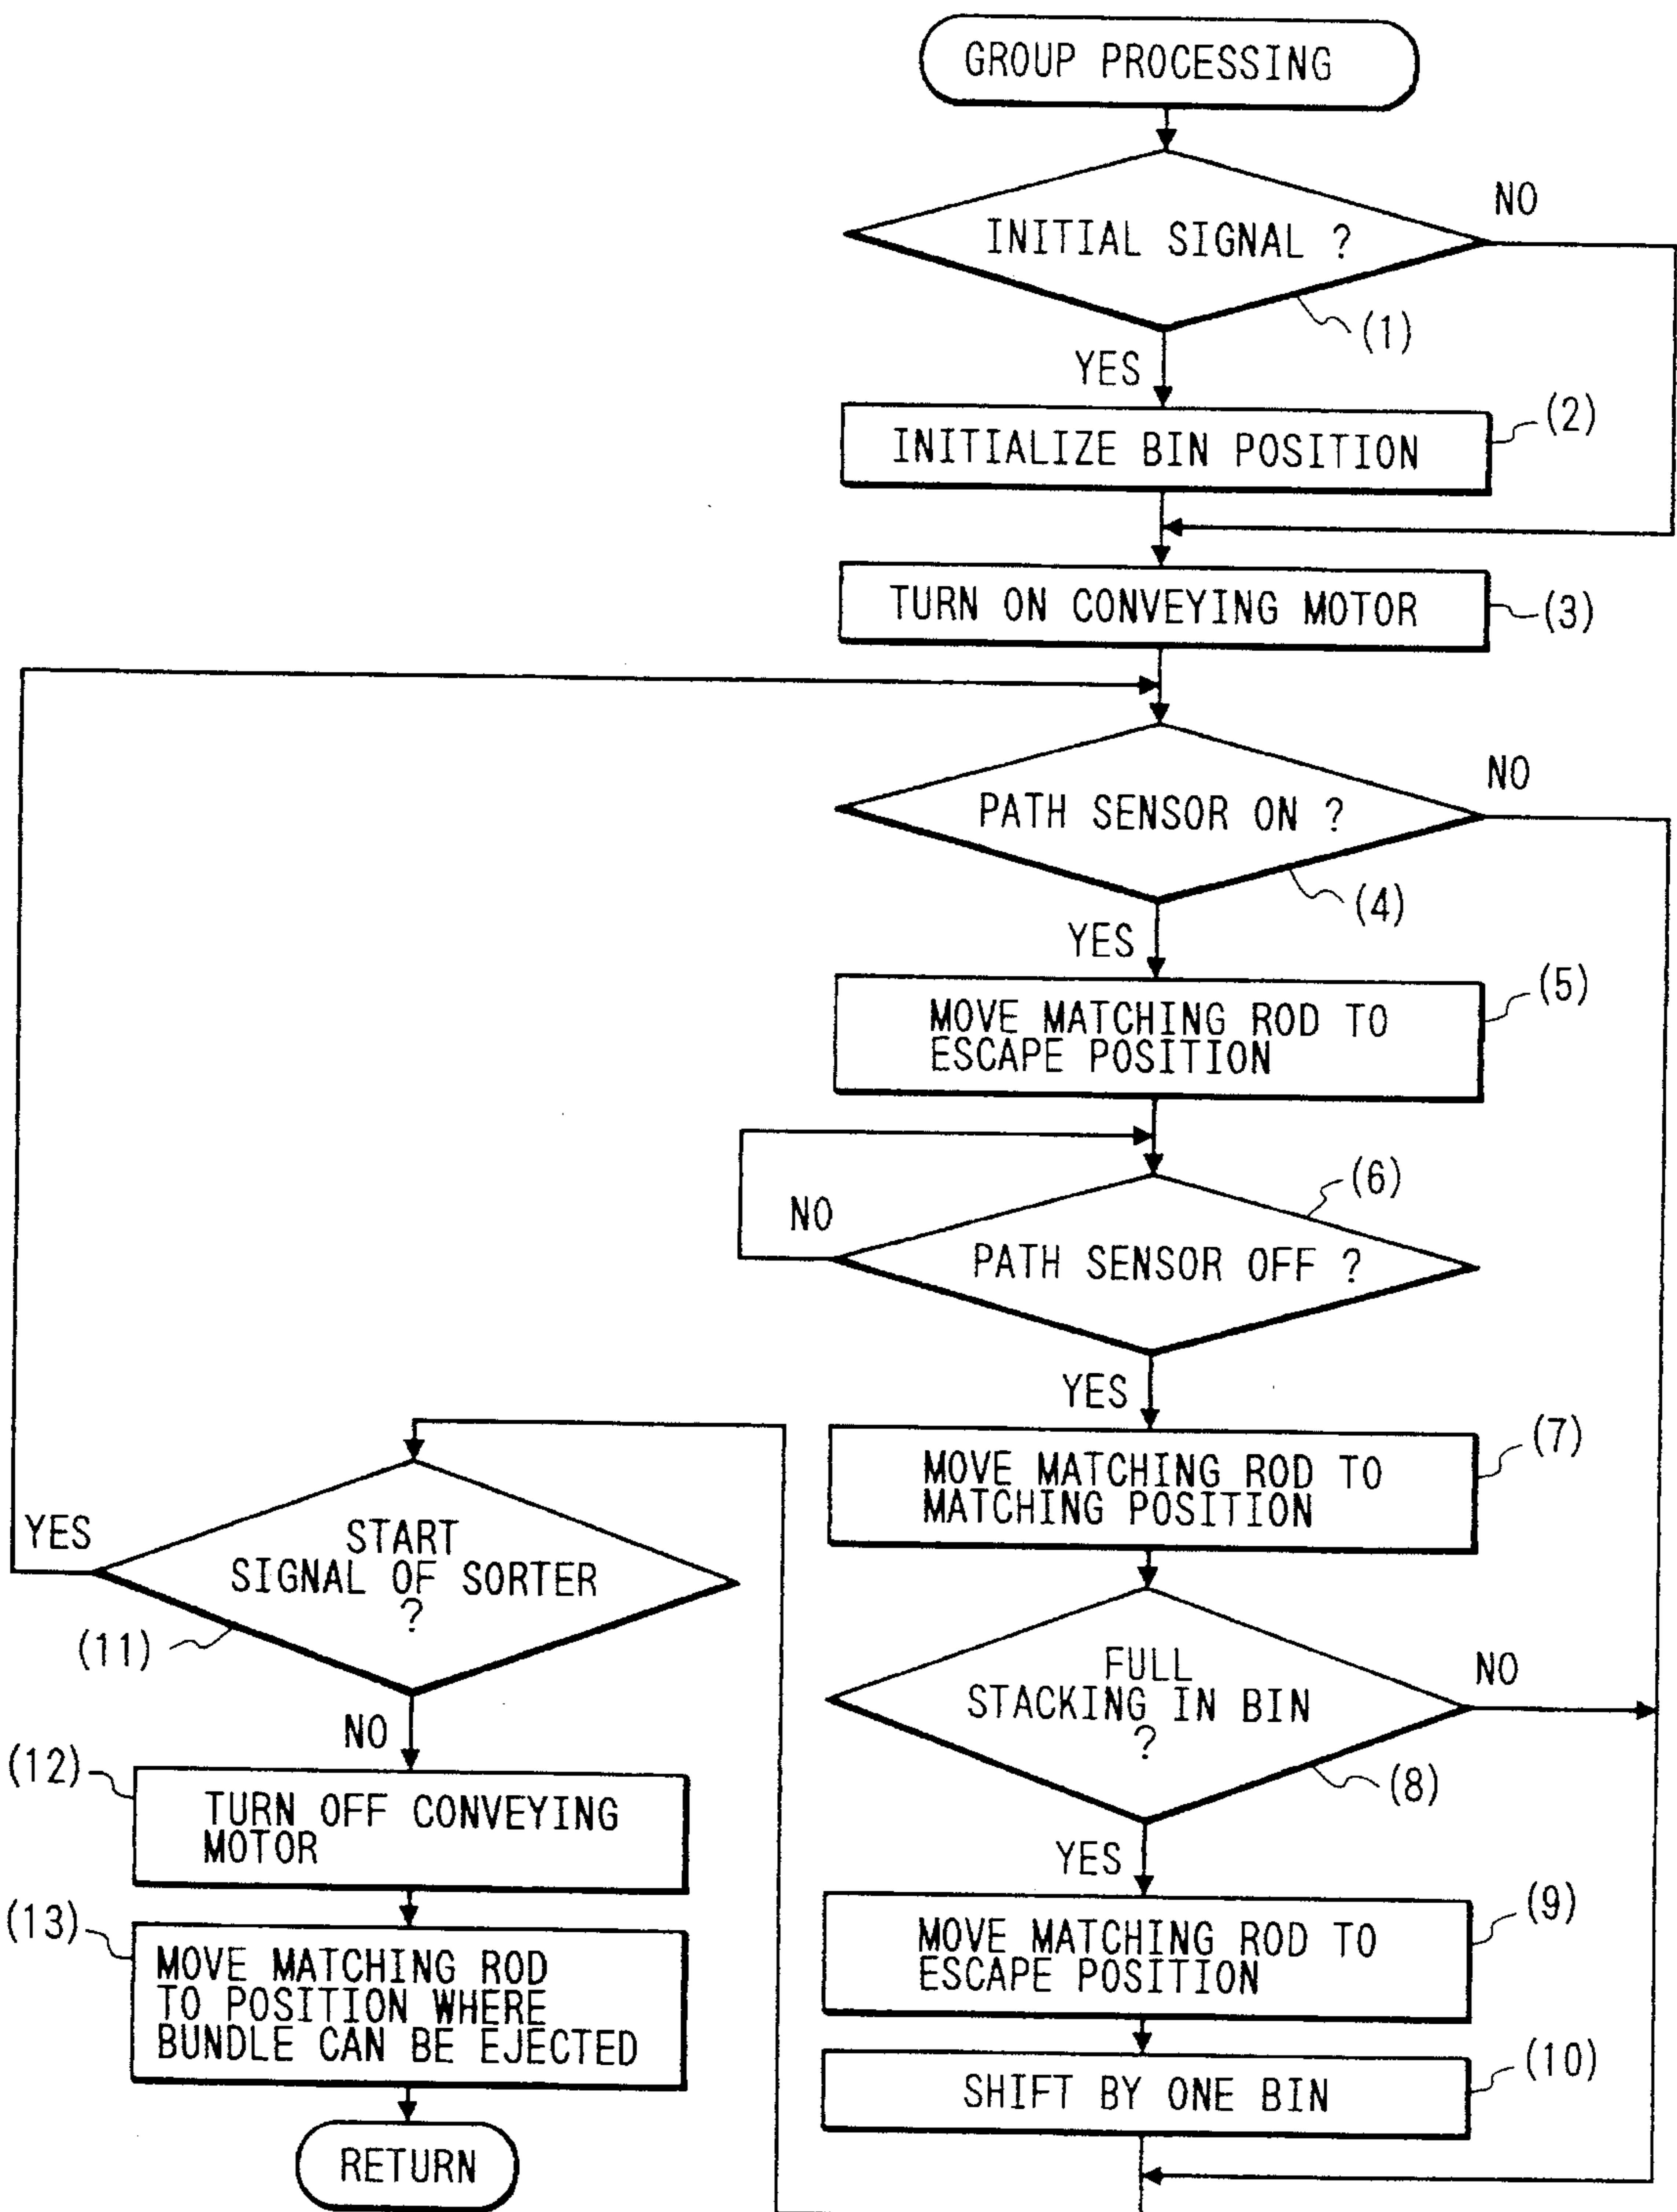 GROUP PROCESSING
INITIAL SIGNAL ?
NO
(1)
YES
(2)
INITIALIZE BIN POSITION
TURN ON CONVEYING MOTOR
(3)
PATH SENSOR ON ?
NO
(4)
YES
(5)
MOVE MATCHING ROD TO
ESCAPE POSITION
(6)
NO
PATH SENSOR OFF ?
YES
(7)
MOVE MATCHING ROD TO
MATCHING POSITION
FULL
STACKING IN BIN
?
NO
(8)
YES
(9)
MOVE MATCHING ROD TO
ESCAPE POSITION
(10)
SHIFT BY ONE BIN
YES
START
SIGNAL OF SORTER
?
(11)
NO
(12)
TURN OFF CONVEYING
MOTOR
(13)
MOVE MATCHING ROD
TO POSITION WHERE
BUNDLE CAN BE EJECTED
RETURN